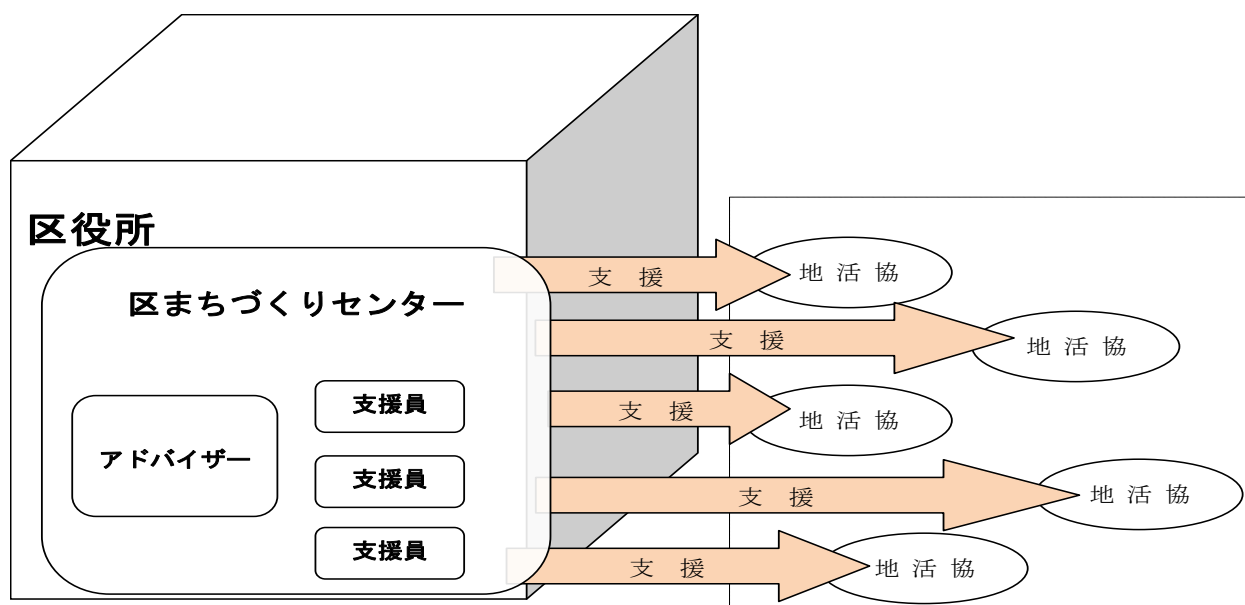 区役所
区まちづくりセンター
アドバイザー
支援員
支援員
支援員
支 援
地 活 協
支 援
地 活 協
支 援
地 活 協
支 援
地 活 協
支 援
地 活 協